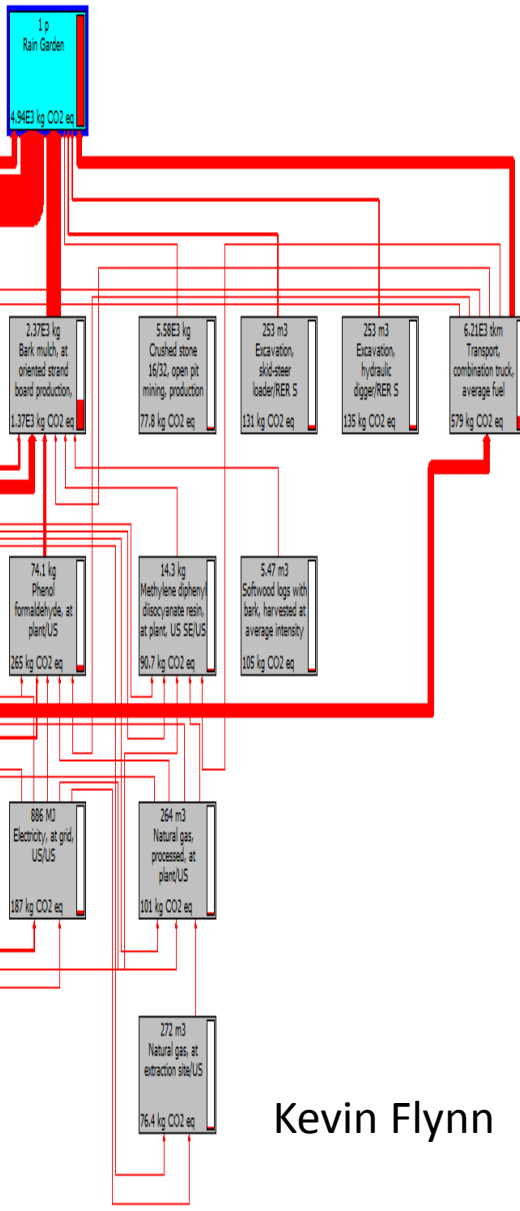 1 p
Rain Garden
4.94E3 kg CO2 eq
2.37E3 kg
Bark mulch, at
oriented strand
board production,
1.37E3 kg CO2 eq
5.58E3 kg
Crushed stone
16/32, open pit
mining, production
77.8 kg CO2 eq
253 m3
Excavation,
skid-steer
loader/RER S
131 kg CO2 eq
253 m3
Excavation,
hydraulic
digger/RER S
135 kg CO2 eq
6.21E3 tkm
Transport,
combination truck,
average fuel
579 kg CO2 eq
74.1 kg
Phenol
formaldehyde, at
plant/US
265 kg CO2 eq
14.3 kg
Methylene diphenyl
diisocyanate resin,
at plant, US SE/US
90.7 kg CO2 eq
5.47 m3
Softwood logs with
bark, harvested at
average intensity
105 kg CO2 eq
886 MJ
Electricity, at grid,
US/US
187 kg CO2 eq
264 m3
Natural gas,
processed, at
plant/US
101 kg CO2 eq
272 m3
Natural gas, at
extraction site/US
76.4 kg CO2 eq
Kevin Flynn